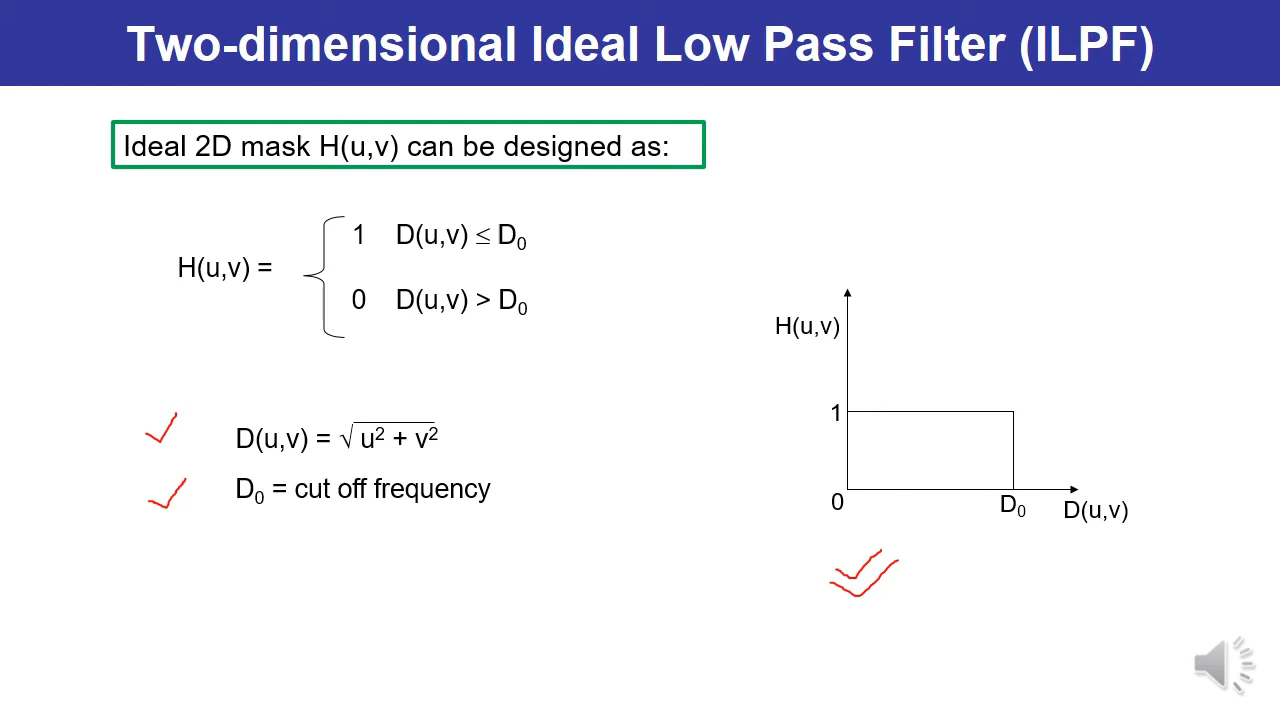 Two-dimensional Ideal Low Pass Filter (ILPF)
Ideal 2D mask H(u,v) can be designed as:
1 D(u,v) ≤ D₀
H(u,v) =
0 D(u,v) > D₀
D(u,v) = √u² + v²
D₀ = cut off frequency
H(u,v)
1
0
D₀
D(u,v)